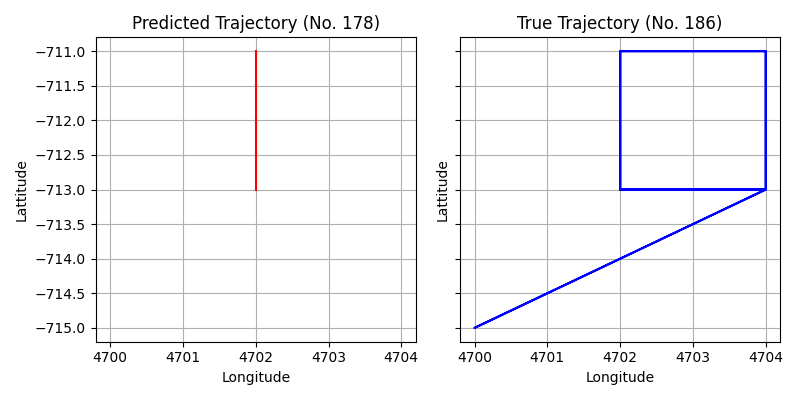 Predicted Trajectory (No. 178)
True Trajectory (No. 186)
−711.0
−711.5
−712.0
−712.5
−713.0
−713.5
−714.0
−714.5
−715.0
Lattitude
Lattitude
4700 4701 4702 4703 4704
4700 4701 4702 4703 4704
Longitude
Longitude